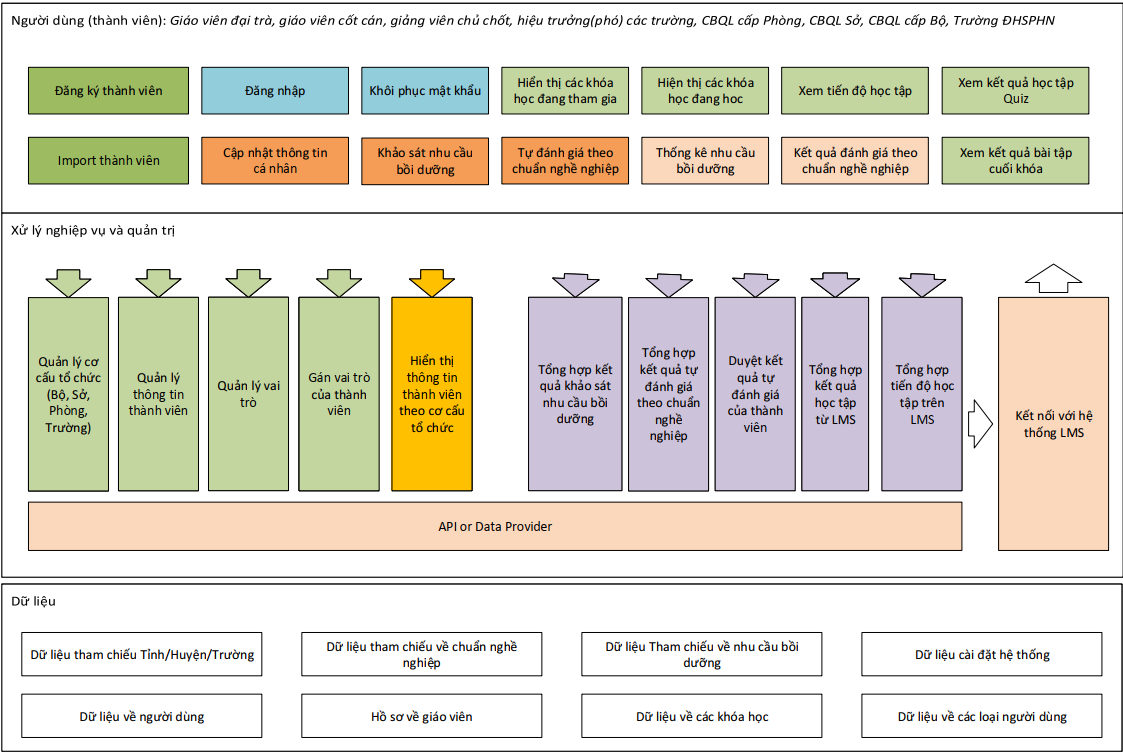 Người dùng (thành viên): Giáo viên đại trà, giáo viên cốt cán, giảng viên chủ chốt, hiệu trưởng(phó) các trường, CBQL cấp Phòng, CBQL Sở, CBQL cấp Bộ, Trường ĐHSPHN
Đăng ký thành viên
Đăng nhập
Khôi phục mật khẩu
Hiển thị các khóa
học đang tham gia
Hiện thị các khóa
học đang hoc
Xem tiến độ học tập
Xem kết quả học tập
Quiz
Import thành viên
Cập nhật thông tin
cá nhân
Khảo sát nhu cầu
bồi dưỡng
Tự đánh giá theo
chuẩn nghề nghiệp
Thống kê nhu cầu
bồi dưỡng
Kết quả đánh giá theo
chuẩn nghề nghiệp
Xem kết quả bài tập
cuối khóa
Xử lý nghiệp vụ và quản trị
Quản lý cơ
cấu tổ chức
(Bộ, Sở,
Phòng,
Trường)
Quản lý
thông tin
thành viên
Quản lý vai
trò
Gán vai trò
của thành
viên
Hiển thị
thông tin
thành viên
theo cơ cấu
tổ chức
Tổng hợp kết
quả khảo sát
nhu cầu bồi
dưỡng
Tổng hợp
kết quả tự
đánh giá
theo chuẩn
nghề
nghiệp
Duyệt kết
quả tự
đánh giá
của thành
viên
Tổng hợp
kết quả
học tập
từ LMS
Tổng hợp
tiến độ học
tập trên
LMS
Kết nối với hệ
thống LMS
API or Data Provider
Dữ liệu
Dữ liệu tham chiếu Tỉnh/Huyện/Trường
Dữ liệu tham chiếu về chuẩn nghề
nghiệp
Dữ liệu Tham chiếu về nhu cầu bồi
dưỡng
Dữ liệu cài đặt hệ thống
Dữ liệu về người dùng
Hồ sơ về giáo viên
Dữ liệu về các khóa học
Dữ liệu về các loại người dùng